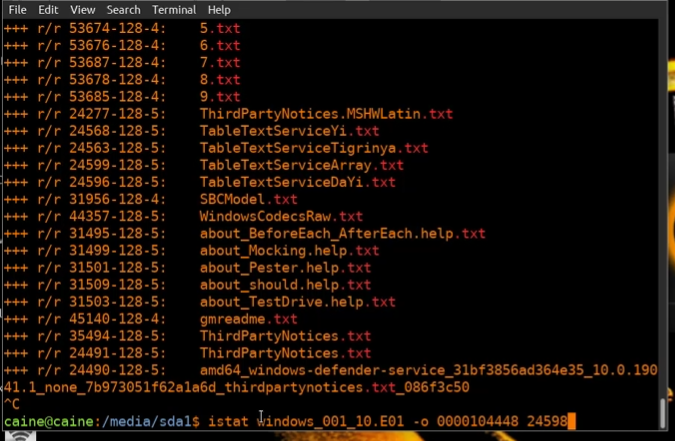 File Edit View Search Terminal Help
+++ r/r 53674-128-4: 5.txt
+++ r/r 53676-128-4: 6.txt
+++ r/r 53687-128-4: 7.txt
+++ r/r 53678-128-4: 8.txt
+++ r/r 53685-128-4: 9.txt
+++ r/r 24277-128-5: ThirdPartyNotices.MSHWLatin.txt
+++ r/r 24568-128-5: TableTextServiceYi.txt
+++ r/r 24563-128-5: TableTextServiceTigrinya.txt
+++ r/r 24599-128-5: TableTextServiceArray.txt
+++ r/r 24596-128-5: TableTextServiceDaYi.txt
+++ r/r 31956-128-4: SBCModel.txt
+++ r/r 44357-128-5: WindowsCodecsRaw.txt
+++ r/r 31495-128-5: about_BeforeEach_AfterEach.help.txt
+++ r/r 31499-128-5: about_Mocking.help.txt
+++ r/r 31501-128-5: about_Pester.help.txt
+++ r/r 31509-128-5: about_should.help.txt
+++ r/r 31503-128-5: about_TestDrive.help.txt
+++ r/r 45140-128-4: gmreadme.txt
+++ r/r 35494-128-5: ThirdPartyNotices.txt
+++ r/r 24491-128-5: ThirdPartyNotices.txt
+++ r/r 24490-128-5: amd64_windows-defender-service_31bf3856ad364e35_10.0.190
41.1_none_7b973051f62a1a6d_thirdpartynotices.txt_086f3c50
^C
caine@caine:/media/sda1$ istat windows_001_10.E01 -o 0000104448 24598